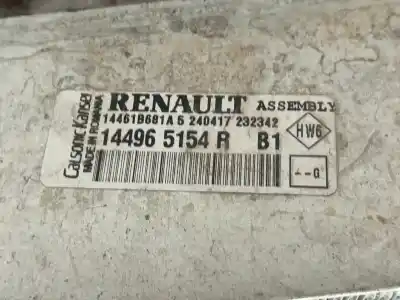 Calsonic Kansei
MADE IN ROMANIA
RENAULT ASSEMBLY
14461B681A 5 240417 232342
14496 5154 R B1
HW6
--G